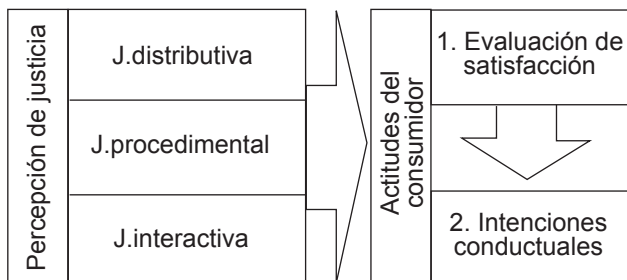 Percepción de justicia
J.distributiva
J.procedimental
J.interactiva
Actitudes del
consumidor
1. Evaluación de
satisfacción
2. Intenciones
conductuales